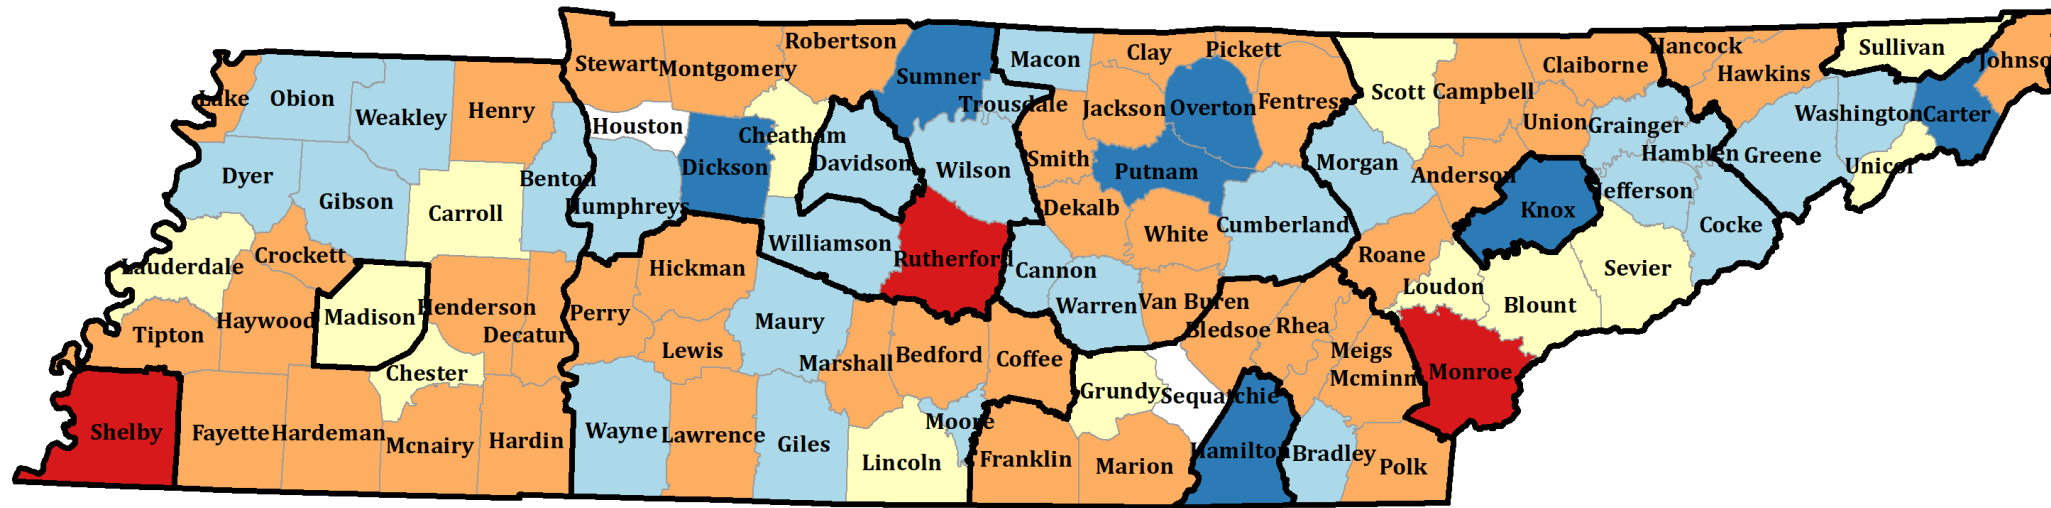 Lake
Obion
Weakley
Henry
Stewart
Montgomery
Robertson
Sumner
Macon
Clay
Pickett
Scott
Campbell
Claiborne
Hancock
Hawkins
Sullivan
Johnso
Houston
Cheatham
Trousdale
Jackson
Overton
Fentress
Union
Grainger
Washington
Carter
Dyer
Gibson
Carroll
Benton
Humphreys
Dickson
Davidson
Wilson
Smith
Putnam
Morgan
Anderson
Knox
Jefferson
Hamblen
Greene
Unicoi
Lauderdale
Crockett
Madison
Henderson
Hickman
Williamson
Rutherford
Cannon
Dekalb
White
Cumberland
Roane
Loudon
Blount
Sevier
Cocke
Tipton
Haywood
Decatur
Perry
Lewis
Maury
Marshall
Bedford
Coffee
Warren
Van Buren
Bledsoe
Rhea
Meigs
Mcminn
Monroe
Chester
Shelby
Fayette
Hardeman
Mcnairy
Hardin
Wayne
Lawrence
Giles
Lincoln
Moore
Franklin
Grundy
Sequatchie
Marion
Hamilton
Bradley
Polk